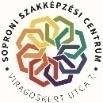 SOPRONI SZAKKÉPZÉSI CENTRUM
* VIRÁGOSKERT UTCA 7. *